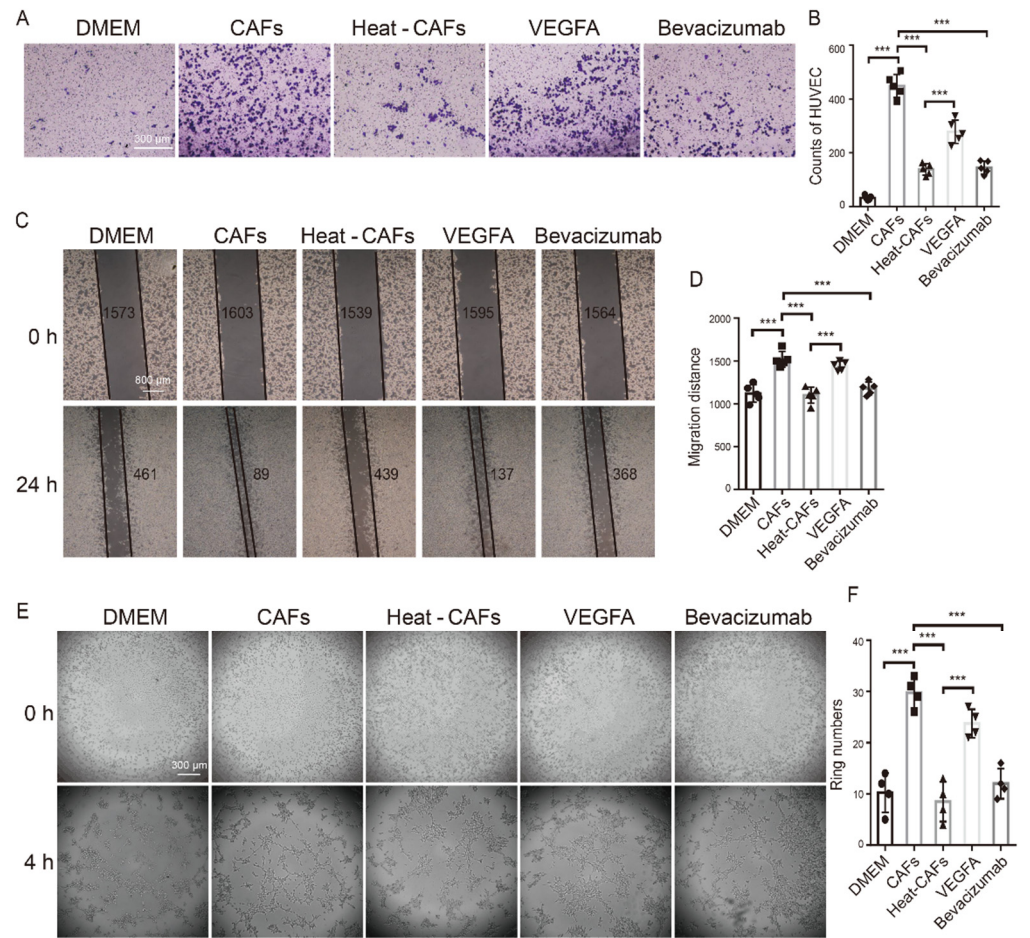 A
DMEM
CAFs
Heat - CAFs
VEGFA
Bevacizumab
300 μm
B
Counts of HUVEC
600
400
200
0
***
***
***
***
DMEM
CAFs
Heat-CAFs
VEGFA
Bevacizumab
C
DMEM
CAFs
Heat - CAFs
VEGFA
Bevacizumab
0 h
1573
1603
1539
1595
1564
800 μm
24 h
461
89
439
137
368
D
Migration distance
2000
1500
1000
500
0
***
***
***
***
DMEM
CAFs
Heat-CAFs
VEGFA
Bevacizumab
E
DMEM
CAFs
Heat - CAFs
VEGFA
Bevacizumab
0 h
300 μm
4 h
F
Ring numbers
40
30
20
10
0
***
***
***
***
DMEM
CAFs
Heat-CAFs
VEGFA
Bevacizumab